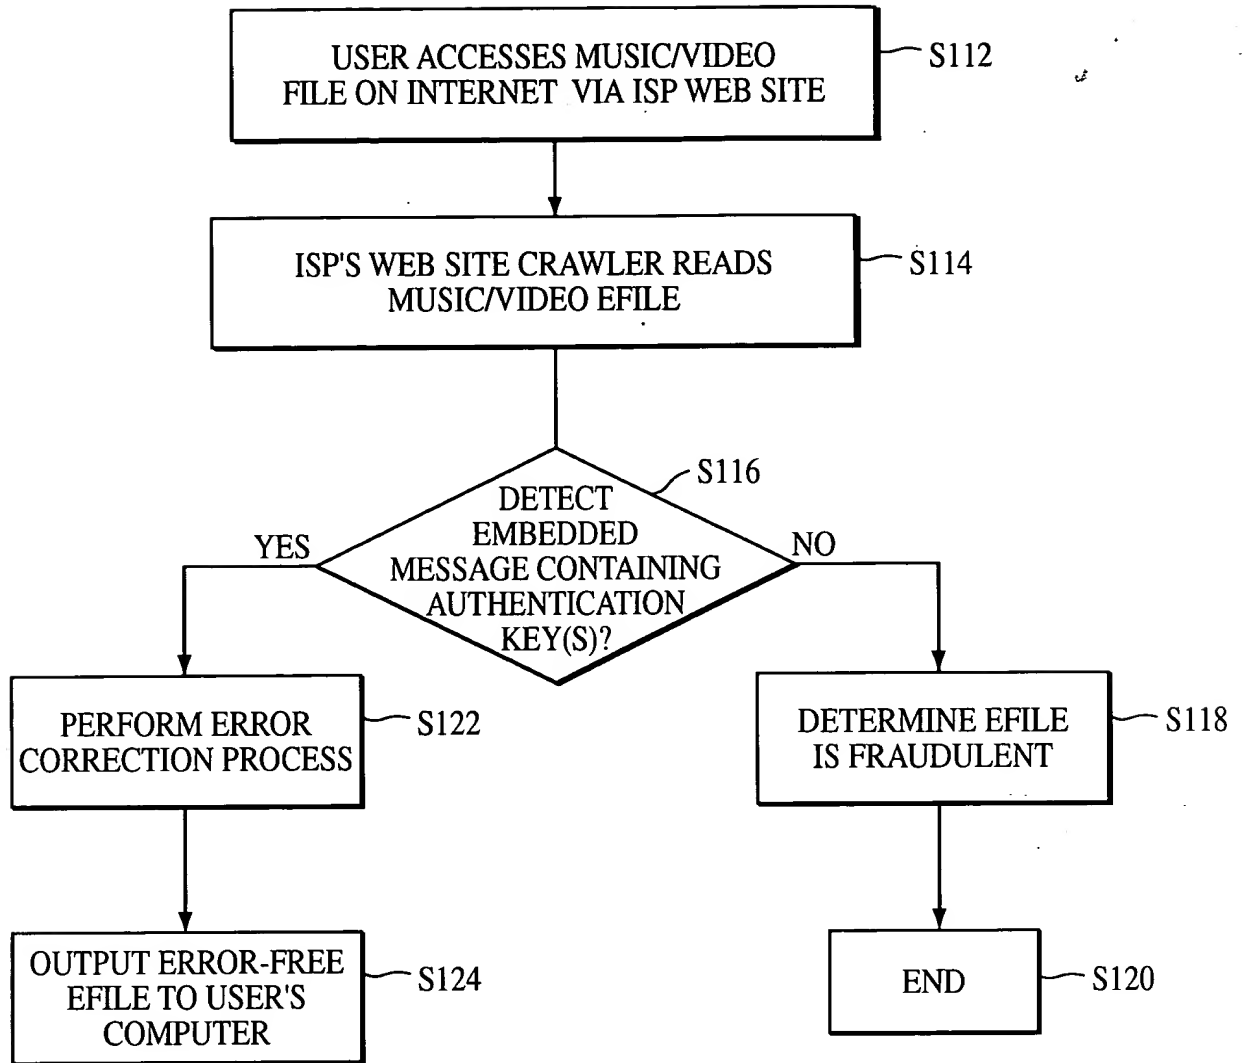 USER ACCESSES MUSIC/VIDEO
FILE ON INTERNET VIA ISP WEB SITE
S112
ISP'S WEB SITE CRAWLER READS
MUSIC/VIDEO EFILE
S114
S116
DETECT
EMBEDDED
MESSAGE CONTAINING
AUTHENTICATION
KEY(S)?
YES
NO
PERFORM ERROR
CORRECTION PROCESS
S122
DETERMINE EFILE
IS FRAUDULENT
S118
OUTPUT ERROR-FREE
EFILE TO USER'S
COMPUTER
S124
END
S120